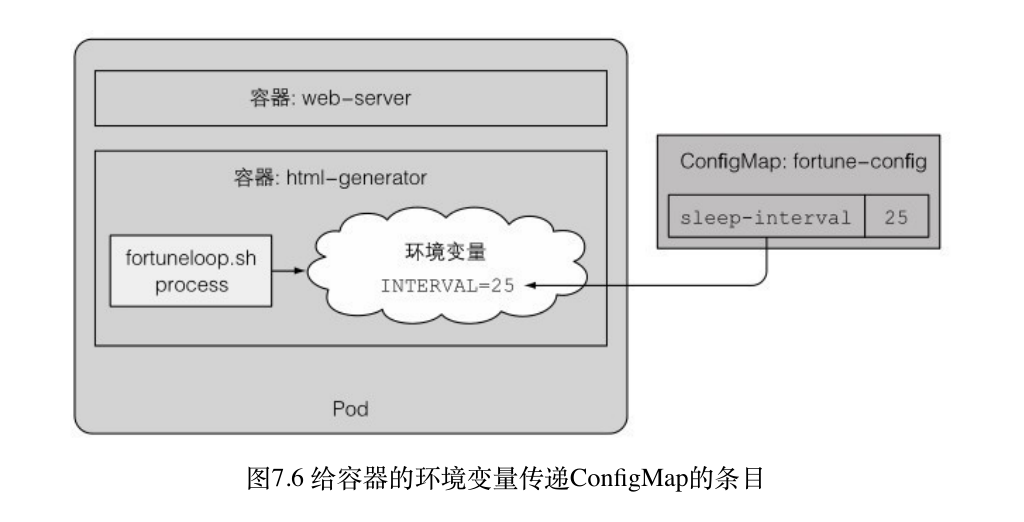 容器: web-server
容器: html-generator
fortuneloop.sh
process
环境变量
INTERVAL=25
Pod
ConfigMap: fortune-config
sleep-interval 25
图7.6 给容器的环境变量传递ConfigMap的条目